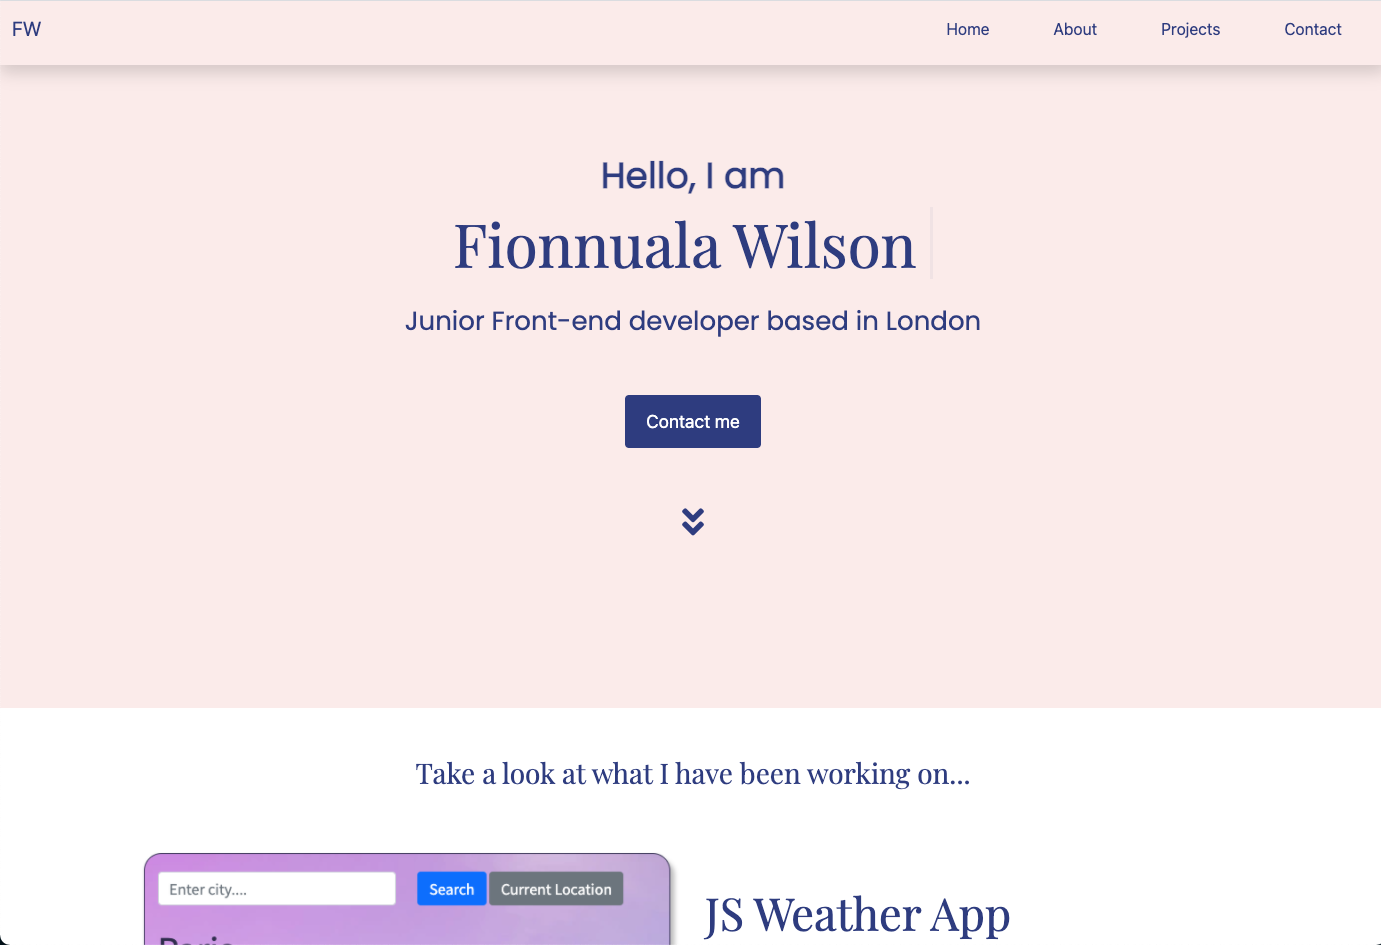 FW
Home About Projects Contact
Hello, I am
Fionnuala Wilson
Junior Front-end developer based in London
Contact me
Take a look at what I have been working on...
Enter city....
Search
Current Location
Paris
JS Weather App